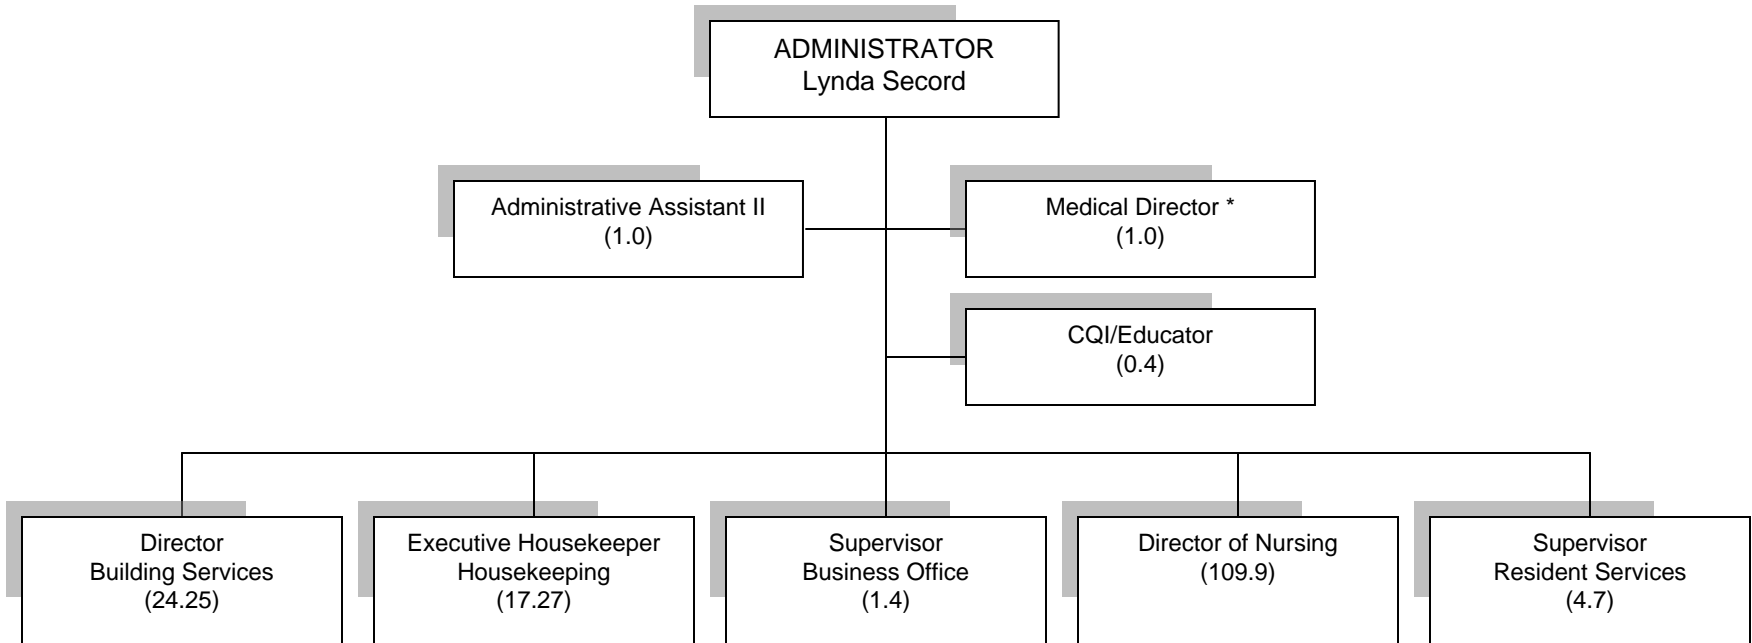 ADMINISTRATOR
Lynda Secord
Administrative Assistant II
(1.0)
Medical Director *
(1.0)
CQI/Educator
(0.4)
Director
Building Services
(24.25)
Executive Housekeeper
Housekeeping
(17.27)
Supervisor
Business Office
(1.4)
Director of Nursing
(109.9)
Supervisor
Resident Services
(4.7)